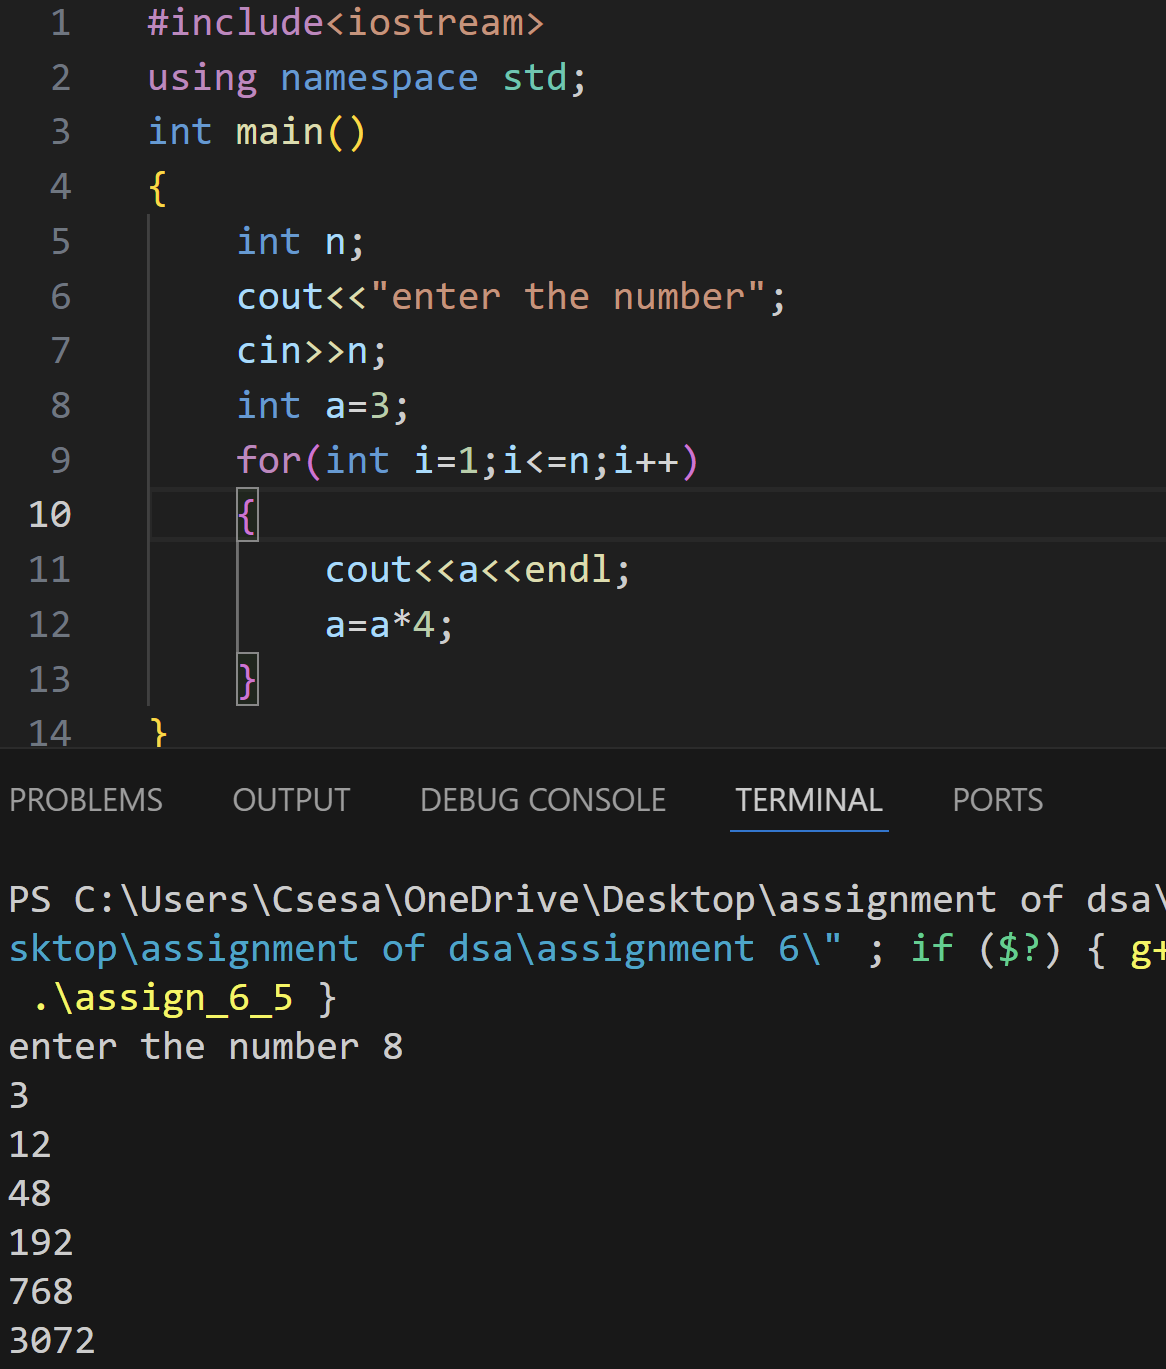 1 #include<iostream>
2 using namespace std;
3 int main()
4 {
5 int n;
6 cout<<"enter the number";
7 cin>>n;
8 int a=3;
9 for(int i=1;i<=n;i++)
10 {
11 cout<<a<<endl;
12 a=a*4;
13 }
14 }
PROBLEMS OUTPUT DEBUG CONSOLE TERMINAL PORTS
PS C:\Users\Csesa\OneDrive\Desktop\assignment of dsa\
sktop\assignment of dsa\assignment 6\" ; if ($?) { g+
.\assign_6_5 }
enter the number 8
3
12
48
192
768
3072